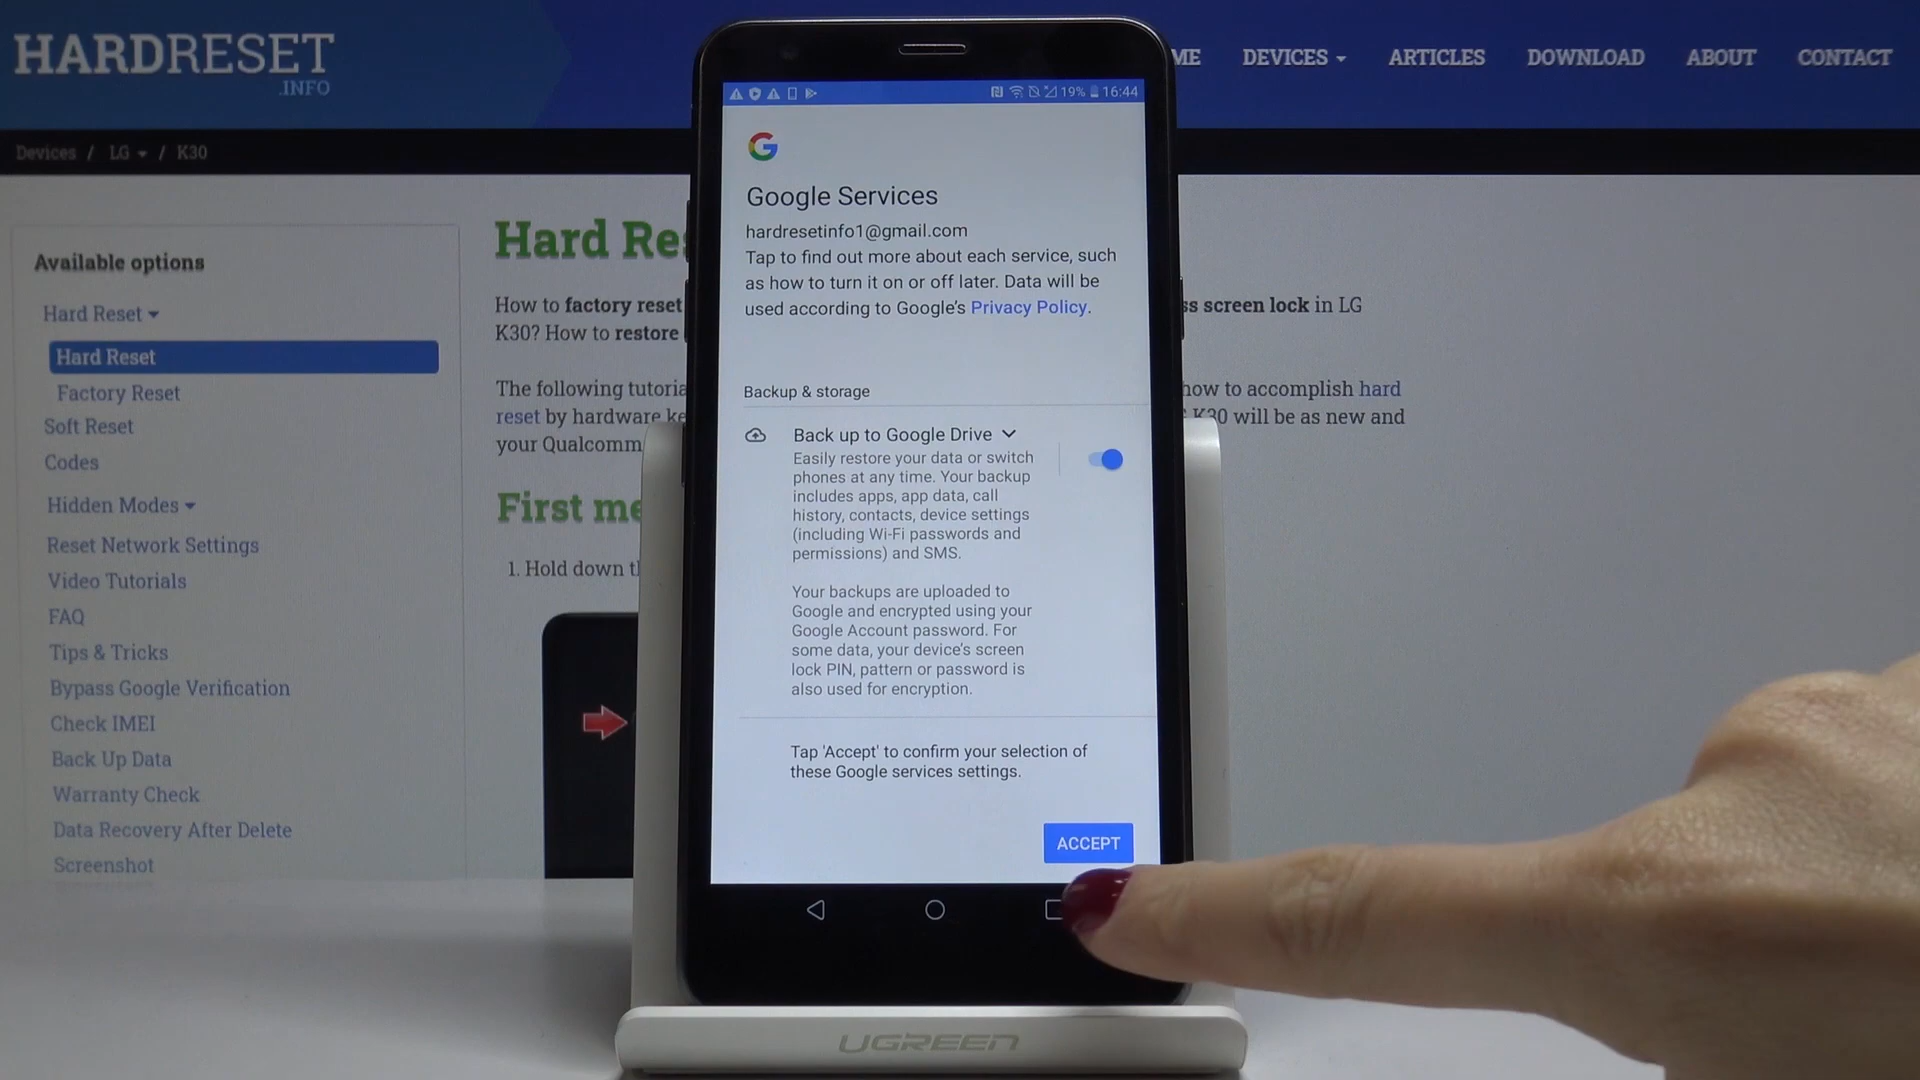 HARDRESET
.INFO
ME DEVICES ARTICLES DOWNLOAD ABOUT CONTACT
Devices / LG / K30
Available options
Hard Reset
Hard Reset
Factory Reset
Soft Reset
Codes
Hidden Modes
Reset Network Settings
Video Tutorials
FAQ
Tips & Tricks
Bypass Google Verification
Check IMEI
Back Up Data
Warranty Check
Data Recovery After Delete
Screenshot
Hard Res
How to factory reset
ss screen lock in LG
K30? How to restore
The following tutoria
how to accomplish hard
reset by hardware ke
K30 will be as new and
your Qualcomm
First me
1. Hold down th
19% 16:44
G
Google Services
hardresetinfo1@gmail.com
Tap to find out more about each service, such
as how to turn it on or off later. Data will be
used according to Google's Privacy Policy.
Backup & storage
Back up to Google Drive
Easily restore your data or switch
phones at any time. Your backup
includes apps, app data, call
history, contacts, device settings
(including Wi-Fi passwords and
permissions) and SMS.
Your backups are uploaded to
Google and encrypted using your
Google Account password. For
some data, your device's screen
lock PIN, pattern or password is
also used for encryption.
Tap 'Accept' to confirm your selection of
these Google services settings.
ACCEPT
UGREEN